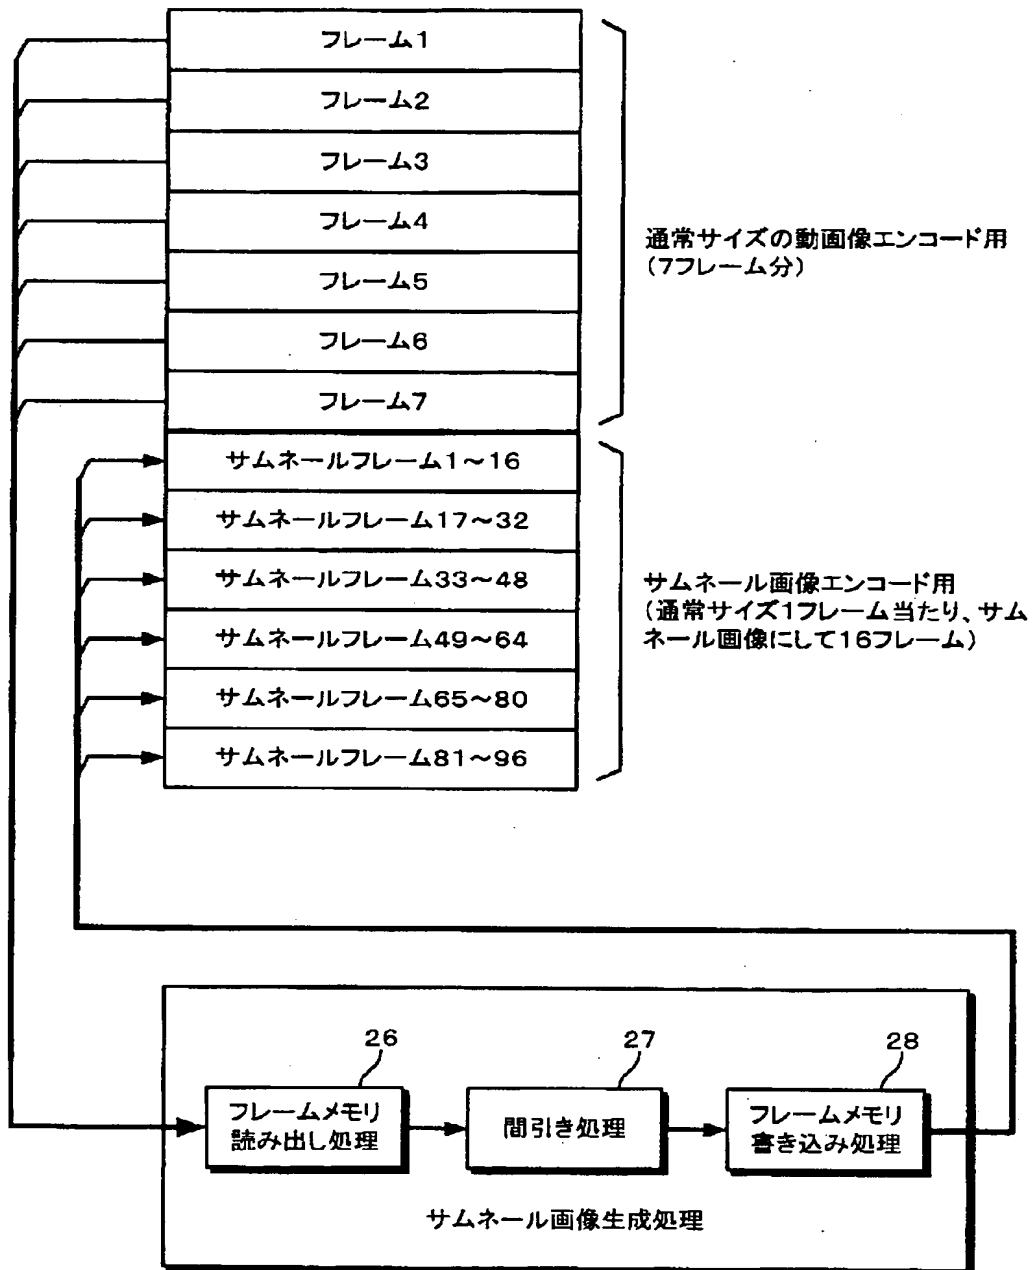 フレーム1
フレーム2
フレーム3
フレーム4
フレーム5
フレーム6
フレーム7
通常サイズの動画像エンコード用
(7フレーム分)
サムネールフレーム1〜16
サムネールフレーム17〜32
サムネールフレーム33〜48
サムネールフレーム49〜64
サムネールフレーム65〜80
サムネールフレーム81〜96
サムネール画像エンコード用
(通常サイズ1フレーム当たり、サム
ネール画像にして16フレーム)
26
フレームメモリ
読み出し処理
27
間引き処理
28
フレームメモリ
書き込み処理
サムネール画像生成処理